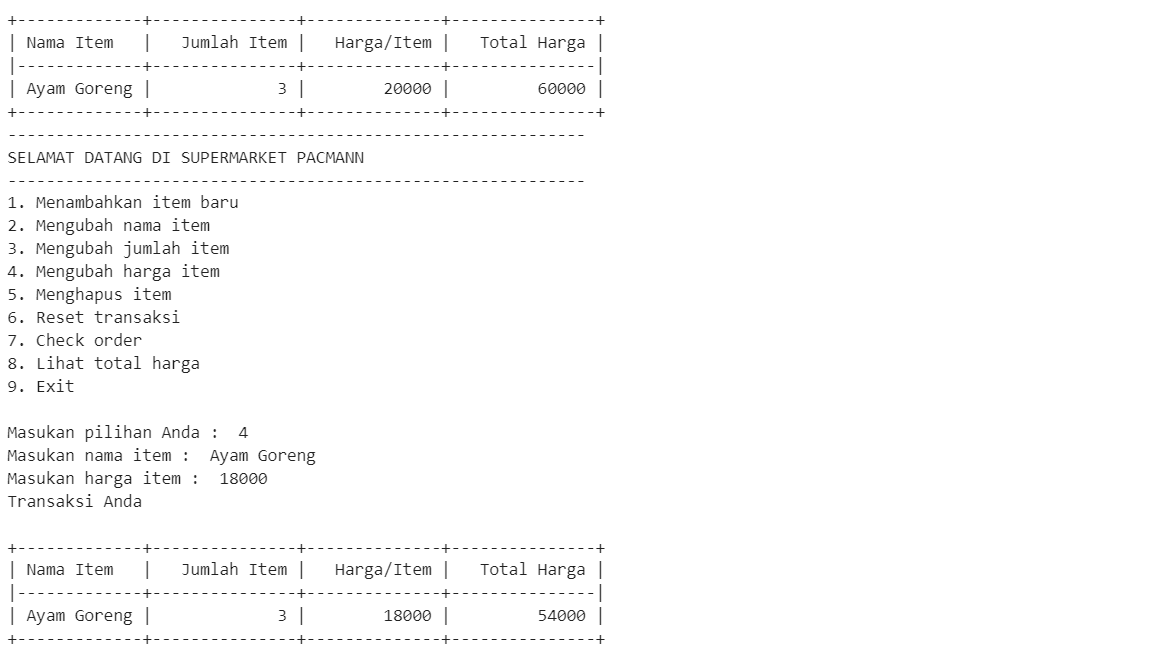 +-------------+---------------+--------------+---------------+
| Nama Item   |   Jumlah Item |   Harga/Item |   Total Harga |
|-------------+---------------+--------------+---------------|
| Ayam Goreng |             3 |        20000 |         60000 |
+-------------+---------------+--------------+---------------+
------------------------------------------------------------
SELAMAT DATANG DI SUPERMARKET PACMANN
------------------------------------------------------------
1. Menambahkan item baru
2. Mengubah nama item
3. Mengubah jumlah item
4. Mengubah harga item
5. Menghapus item
6. Reset transaksi
7. Check order
8. Lihat total harga
9. Exit

Masukan pilihan Anda :  4
Masukan nama item :  Ayam Goreng
Masukan harga item :  18000
Transaksi Anda

+-------------+---------------+--------------+---------------+
| Nama Item   |   Jumlah Item |   Harga/Item |   Total Harga |
|-------------+---------------+--------------+---------------|
| Ayam Goreng |             3 |        18000 |         54000 |
+-------------+---------------+--------------+---------------+